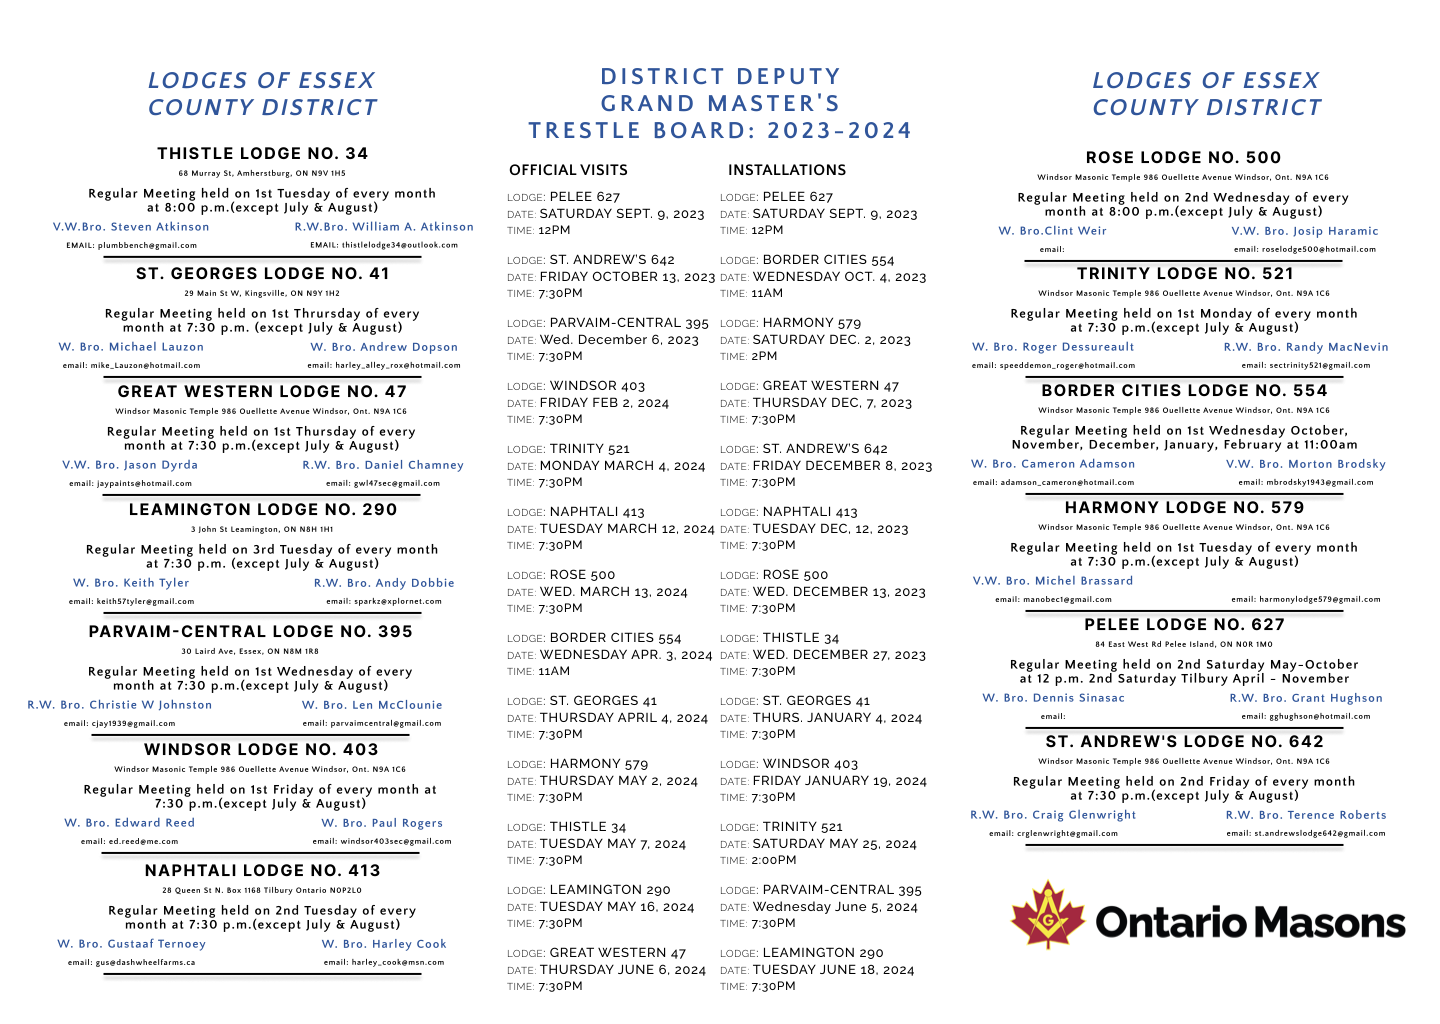 LODGES OF ESSEX
COUNTY DISTRICT
THISTLE LODGE NO. 34
68 Murray St, Amherstburg, ON N9V 1H5
Regular Meeting held on 1st Tuesday of every month
at 8:00 p.m.(except July & August)
V.W.Bro. Steven Atkinson R.W.Bro. William A. Atkinson
EMAIL: plumbbench@gmail.com EMAIL: thistlelodge34@outlook.com
ST. GEORGES LODGE NO. 41
29 Main St W, Kingsville, ON N9Y 1H2
Regular Meeting held on 1st Thrursday of every
month at 7:30 p.m. (except July & August)
W. Bro. Michael Lauzon W. Bro. Andrew Dopson
email: mike_Lauzon@hotmail.com email: harley_alley_rox@hotmail.com
GREAT WESTERN LODGE NO. 47
Windsor Masonic Temple 986 Ouellette Avenue Windsor, Ont. N9A 1C6
Regular Meeting held on 1st Thursday of every
month at 7:30 p.m.(except July & August)
V.W. Bro. Jason Dyrda R.W. Bro. Daniel Chamney
email: jaypaints@hotmail.com email: gwl47sec@gmail.com
LEAMINGTON LODGE NO. 290
3 John St Leamington, ON N8H 1H1
Regular Meeting held on 3rd Tuesday of every month
at 7:30 p.m. (except July & August)
W. Bro. Keith Tyler R.W. Bro. Andy Dobbie
email: keith57tyler@gmail.com email: sparkz@xplornet.com
PARVAIM-CENTRAL LODGE NO. 395
30 Laird Ave, Essex, ON N8M 1R8
Regular Meeting held on 1st Wednesday of every
month at 7:30 p.m.(except July & August)
R.W. Bro. Christie W Johnston W. Bro. Len McClounie
email: cjay1939@gmail.com email: parvaimcentral@gmail.com
WINDSOR LODGE NO. 403
Windsor Masonic Temple 986 Ouellette Avenue Windsor, Ont. N9A 1C6
Regular Meeting held on 1st Friday of every month at
7:30 p.m.(except July & August)
W. Bro. Edward Reed W. Bro. Paul Rogers
email: ed.reed@me.com email: windsor403sec@gmail.com
NAPHTALI LODGE NO. 413
28 Queen St N. Box 1168 Tilbury Ontario N0P2L0
Regular Meeting held on 2nd Tuesday of every
month at 7:30 p.m.(except July & August)
W. Bro. Gustaaf Ternoey W. Bro. Harley Cook
email: gus@dashwheelfarms.ca email: harley_cook@msn.com
DISTRICT DEPUTY
GRAND MASTER'S
TRESTLE BOARD: 2023-2024
OFFICIAL VISITS
LODGE: PELEE 627
DATE: SATURDAY SEPT. 9, 2023
TIME: 12PM
LODGE: ST. ANDREW'S 642
DATE: FRIDAY OCTOBER 13, 2023
TIME: 7:30PM
LODGE: PARVAIM-CENTRAL 395
DATE: Wed. December 6, 2023
TIME: 7:30PM
LODGE: WINDSOR 403
DATE: FRIDAY FEB 2, 2024
TIME: 7:30PM
LODGE: TRINITY 521
DATE: MONDAY MARCH 4, 2024
TIME: 7:30PM
LODGE: NAPHTALI 413
DATE: TUESDAY MARCH 12, 2024
TIME: 7:30PM
LODGE: ROSE 500
DATE: WED. MARCH 13, 2024
TIME: 7:30PM
LODGE: BORDER CITIES 554
DATE: WEDNESDAY APR. 3, 2024
TIME: 11AM
LODGE: ST. GEORGES 41
DATE: THURSDAY APRIL 4, 2024
TIME: 7:30PM
LODGE: HARMONY 579
DATE: THURSDAY MAY 2, 2024
TIME: 7:30PM
LODGE: THISTLE 34
DATE: TUESDAY MAY 7, 2024
TIME: 7:30PM
LODGE: LEAMINGTON 290
DATE: TUESDAY MAY 16, 2024
TIME: 7:30PM
LODGE: GREAT WESTERN 47
DATE: THURSDAY JUNE 6, 2024
TIME: 7:30PM
INSTALLATIONS
LODGE: PELEE 627
DATE: SATURDAY SEPT. 9, 2023
TIME: 12PM
LODGE: BORDER CITIES 554
DATE: WEDNESDAY OCT. 4, 2023
TIME: 11AM
LODGE: HARMONY 579
DATE: SATURDAY DEC. 2, 2023
TIME: 2PM
LODGE: GREAT WESTERN 47
DATE: THURSDAY DEC, 7, 2023
TIME: 7:30PM
LODGE: ST. ANDREW'S 642
DATE: FRIDAY DECEMBER 8, 2023
TIME: 7:30PM
LODGE: NAPHTALI 413
DATE: TUESDAY DEC, 12, 2023
TIME: 7:30PM
LODGE: ROSE 500
DATE: WED. DECEMBER 13, 2023
TIME: 7:30PM
LODGE: THISTLE 34
DATE: WED. DECEMBER 27, 2023
TIME: 7:30PM
LODGE: ST. GEORGES 41
DATE: THURS. JANUARY 4, 2024
TIME: 7:30PM
LODGE: WINDSOR 403
DATE: FRIDAY JANUARY 19, 2024
TIME: 7:30PM
LODGE: TRINITY 521
DATE: SATURDAY MAY 25, 2024
TIME: 2:00PM
LODGE: PARVAIM-CENTRAL 395
DATE: Wednesday June 5, 2024
TIME: 7:30PM
LODGE: LEAMINGTON 290
DATE: TUESDAY JUNE 18, 2024
TIME: 7:30PM
LODGES OF ESSEX
COUNTY DISTRICT
ROSE LODGE NO. 500
Windsor Masonic Temple 986 Ouellette Avenue Windsor, Ont. N9A 1C6
Regular Meeting held on 2nd Wednesday of every
month at 8:00 p.m.(except July & August)
W. Bro.Clint Weir V.W. Bro. Josip Haramic
email: email: roselodge500@hotmail.com
TRINITY LODGE NO. 521
Windsor Masonic Temple 986 Ouellette Avenue Windsor, Ont. N9A 1C6
Regular Meeting held on 1st Monday of every month
at 7:30 p.m.(except July & August)
W. Bro. Roger Dessureault R.W. Bro. Randy MacNevin
email: speeddemon_roger@hotmail.com email: sectrinity521@gmail.com
BORDER CITIES LODGE NO. 554
Windsor Masonic Temple 986 Ouellette Avenue Windsor, Ont. N9A 1C6
Regular Meeting held on 1st Wednesday October,
November, December, January, February at 11:00am
W. Bro. Cameron Adamson V.W. Bro. Morton Brodsky
email: adamson_cameron@hotmail.com email: mbrodsky1943@gmail.com
HARMONY LODGE NO. 579
Windsor Masonic Temple 986 Ouellette Avenue Windsor, Ont. N9A 1C6
Regular Meeting held on 1st Tuesday of every month
at 7:30 p.m.(except July & August)
V.W. Bro. Michel Brassard
email: manobec1@gmail.com email: harmonylodge579@gmail.com
PELEE LODGE NO. 627
84 East West Rd Pelee Island, ON N0R 1M0
Regular Meeting held on 2nd Saturday May-October
at 12 p.m. 2nd Saturday Tilbury April - November
W. Bro. Dennis Sinasac R.W. Bro. Grant Hughson
email: email: gghughson@hotmail.com
ST. ANDREW'S LODGE NO. 642
Windsor Masonic Temple 986 Ouellette Avenue Windsor, Ont. N9A 1C6
Regular Meeting held on 2nd Friday of every month
at 7:30 p.m.(except July & August)
R.W. Bro. Craig Glenwright R.W. Bro. Terence Roberts
email: crglenwright@gmail.com email: st.andrewslodge642@gmail.com
G
Ontario Masons